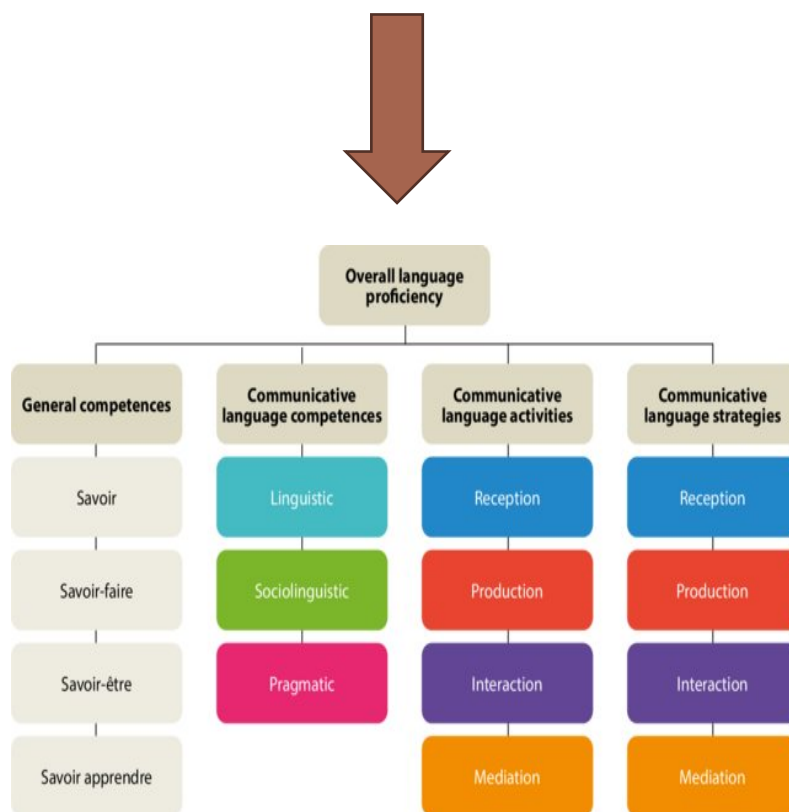 Overall language
proficiency
General competences
Communicative
language competences
Communicative
language activities
Communicative
language strategies
Savoir
Linguistic
Reception
Reception
Savoir-faire
Sociolinguistic
Production
Production
Savoir-être
Pragmatic
Interaction
Interaction
Savoir apprendre
Mediation
Mediation